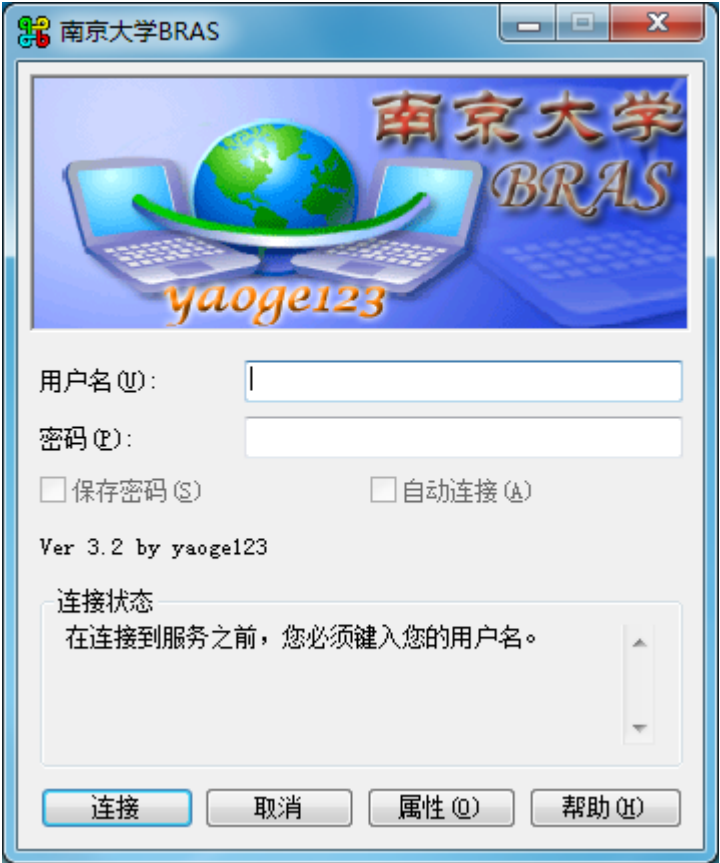 南京大学BRAS
南京大学
BRAS
yaoge123
用户名(U):
密码(P):
保存密码(S)
自动连接(A)
Ver 3.2 by yaoge123
连接状态
在连接到服务之前，您必须键入您的用户名。
连接
取消
属性(O)
帮助(H)